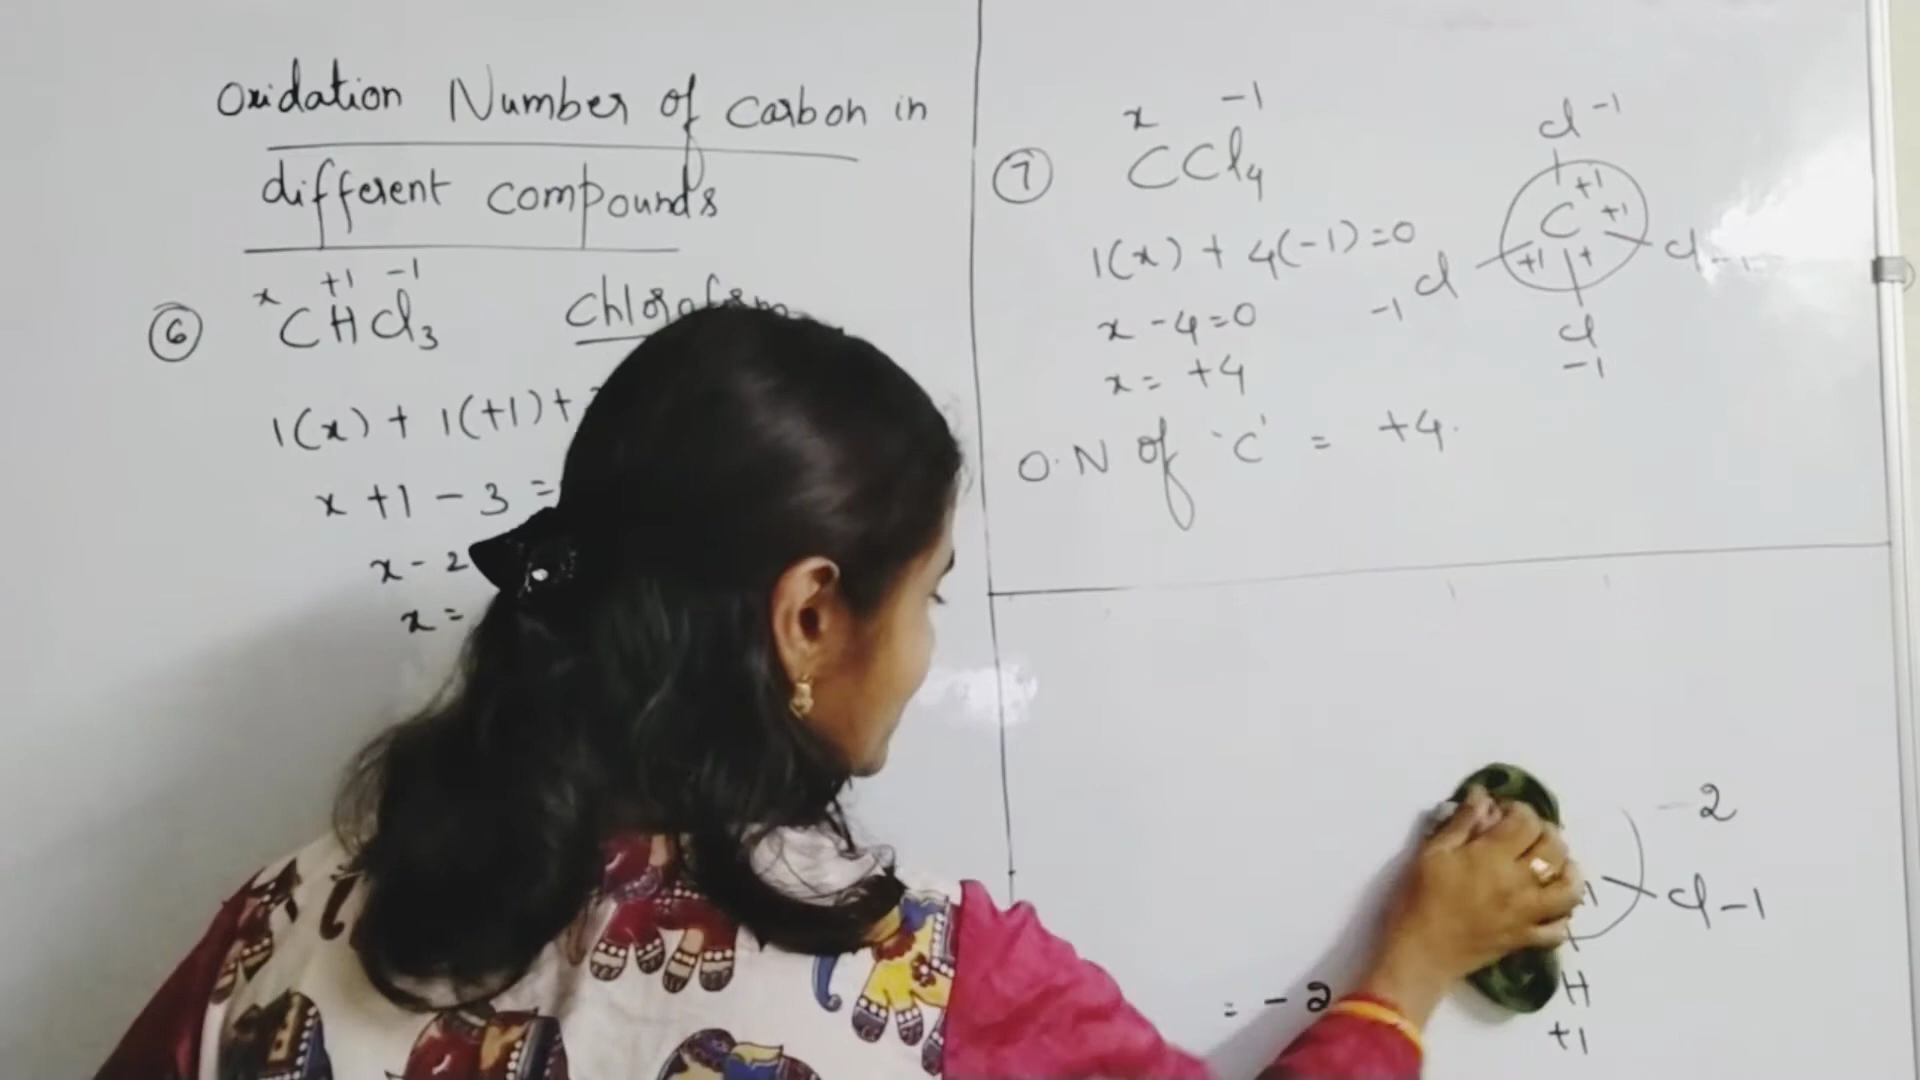 Oxidation Number of carbon in
different compounds
x +1 -1
⑥ CHCl3
1(x) + 1(+1) +
x + 1 - 3 =
x - 2
x =
x -1
⑦ CCl4
1(x) + 4(-1) = 0
x - 4 = 0
x = +4
O.N of 'C' = +4.
Cl -1
+1
C +1
+1 +
Cl -1
-1 Cl
Cl
-1
- 2
Cl -1
H
+1
= - 2